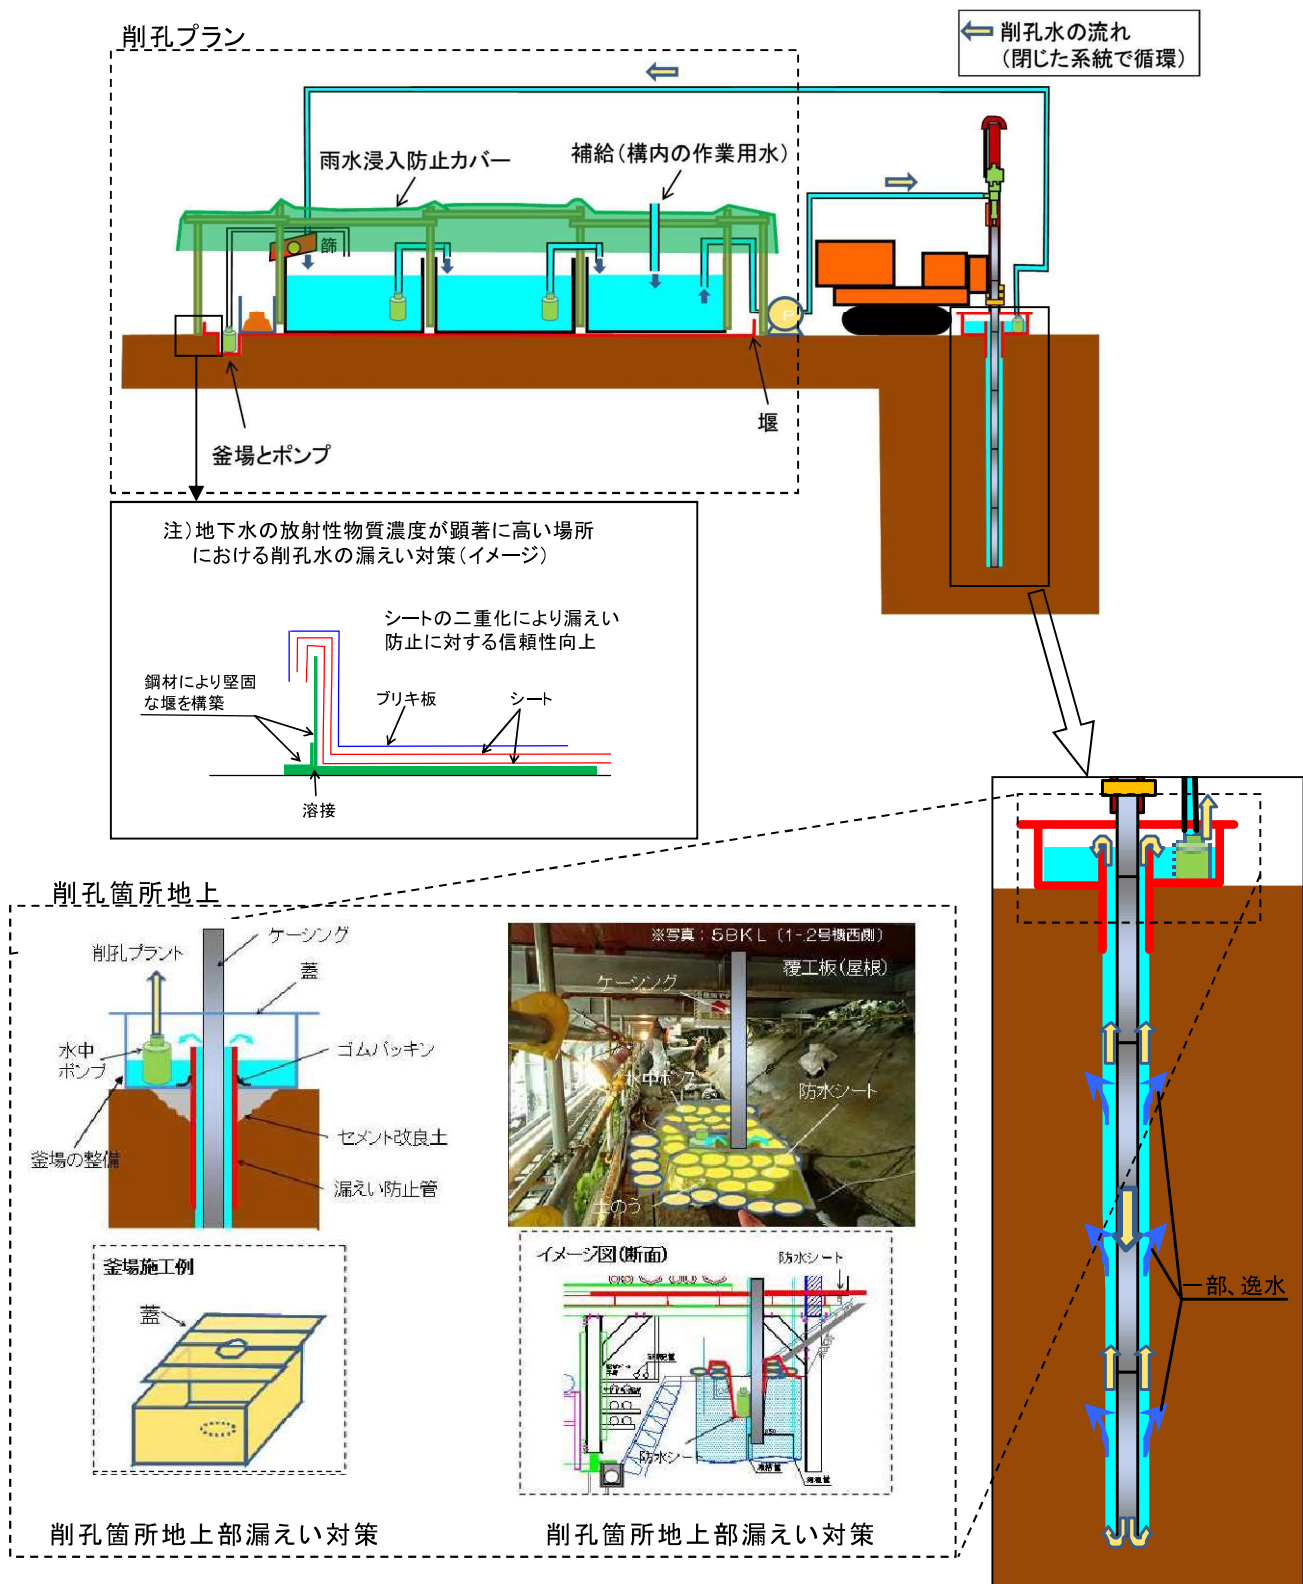 削孔プラン
削孔水の流れ
(閉じた系統で循環)
雨水浸入防止カバー
補給(構内の作業用水)
篩
P
堰
釜場とポンプ
注)地下水の放射性物質濃度が顕著に高い場所
における削孔水の漏えい対策(イメージ)
シートの二重化により漏えい
防止に対する信頼性向上
鋼材により堅固
な堰を構築
ブリキ板
シート
溶接
削孔箇所地上
ケーシング
削孔プラント
蓋
水中
ポンプ
ゴムパッキン
セメント改良土
釜場の整備
漏えい防止管
※写真:5BKL(1-2号機西側)
覆工板(屋根)
ケーシング
水中ポンプ
防水シート
土のう
釜場施工例
蓋
イメージ図(断面)
防水シート
防水シート
一部、逸水
削孔箇所地上部漏えい対策
削孔箇所地上部漏えい対策